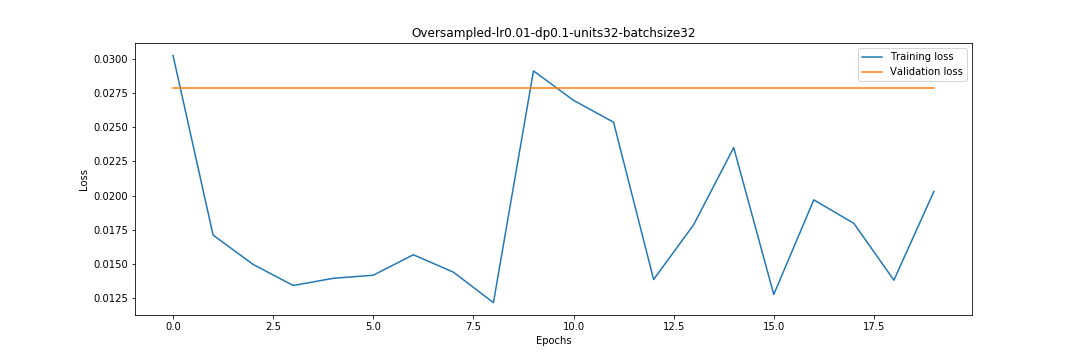 Oversampled-lr0.01-dp0.1-units32-batchsize32
Training loss
Validation loss
0.0300
0.0275
0.0250
0.0225
0.0200
0.0175
0.0150
0.0125
Loss
0.0 2.5 5.0 7.5 10.0 12.5 15.0 17.5
Epochs